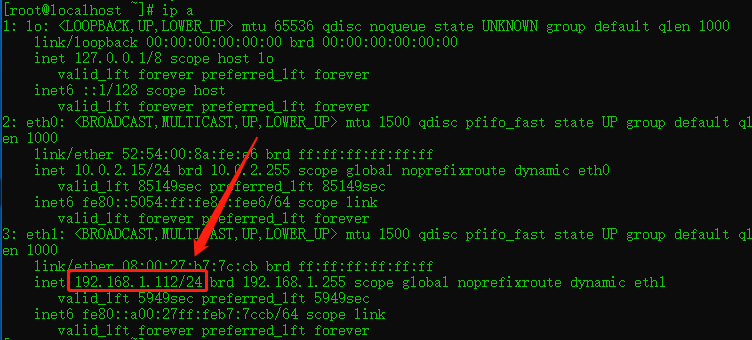 [root@localhost ~]# ip a
1: lo: <LOOPBACK,UP,LOWER_UP> mtu 65536 qdisc noqueue state UNKNOWN group default qlen 1000
link/loopback 00:00:00:00:00:00 brd 00:00:00:00:00:00
inet 127.0.0.1/8 scope host lo
valid_lft forever preferred_lft forever
inet6 ::1/128 scope host
valid_lft forever preferred_lft forever
2: eth0: <BROADCAST,MULTICAST,UP,LOWER_UP> mtu 1500 qdisc pfifo_fast state UP group default ql
en 1000
link/ether 52:54:00:8a:fe:e6 brd ff:ff:ff:ff:ff:ff
inet 10.0.2.15/24 brd 10.0.2.255 scope global noprefixroute dynamic eth0
valid_lft 85149sec preferred_lft 85149sec
inet6 fe80::5054:ff:fe8a:fee6/64 scope link
valid_lft forever preferred_lft forever
3: eth1: <BROADCAST,MULTICAST,UP,LOWER_UP> mtu 1500 qdisc pfifo_fast state UP group default ql
en 1000
link/ether 08:00:27:b7:7c:cb brd ff:ff:ff:ff:ff:ff
inet 192.168.1.112/24 brd 192.168.1.255 scope global noprefixroute dynamic eth1
valid_lft 5949sec preferred_lft 5949sec
inet6 fe80::a00:27ff:feb7:7ccb/64 scope link
valid_lft forever preferred_lft forever